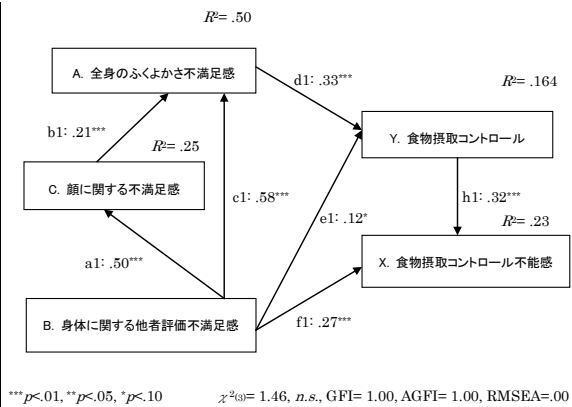 R²= .50
A. 全身のふくよかさ不満足感
d1: .33***
R²= .164
b1: .21***
R²= .25
Y. 食物摂取コントロール
C. 顔に関する不満足感
c1: .58***
e1: .12*
h1: .32***
R²= .23
a1: .50***
X. 食物摂取コントロール不能感
B. 身体に関する他者評価不満足感
f1: .27***
***p<.01, **p<.05, *p<.10 χ²(3)= 1.46, n.s., GFI= 1.00, AGFI= 1.00, RMSEA=.00